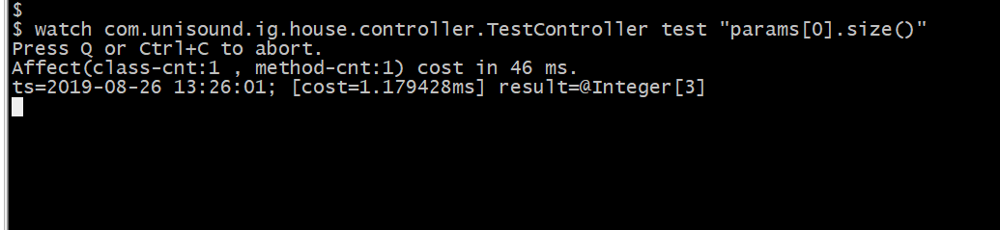 $
$ watch com.unisound.ig.house.controller.TestController test "params[0].size()"
Press Q or Ctrl+C to abort.
Affect(class-cnt:1 , method-cnt:1) cost in 46 ms.
ts=2019-08-26 13:26:01; [cost=1.179428ms] result=@Integer[3]